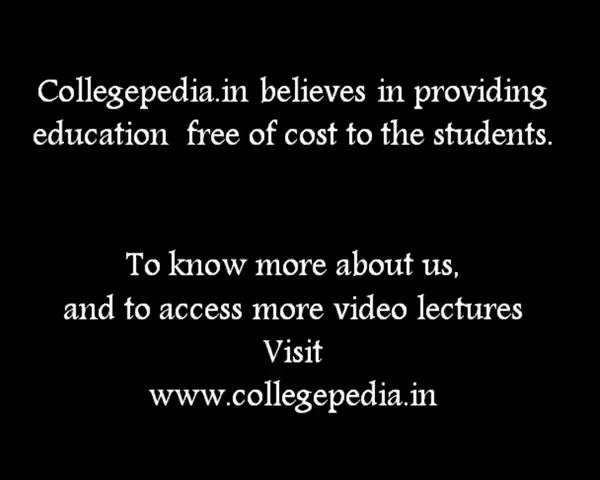 Collegepedia.in believes in providing
education free of cost to the students.
To know more about us,
and to access more video lectures
Visit
www.collegepedia.in